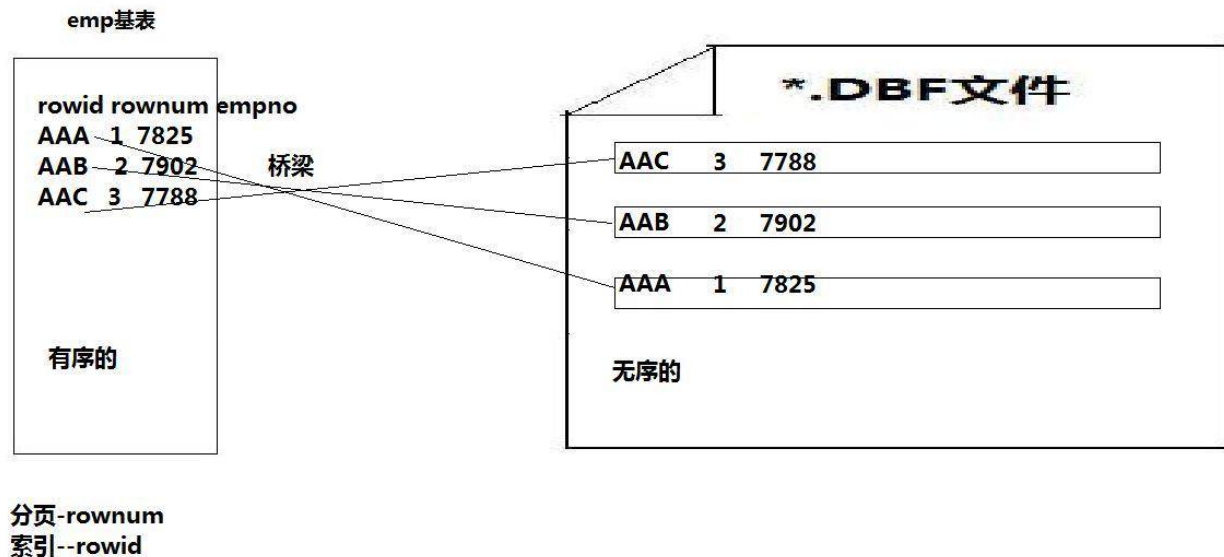 emp基表
rowid rownum empno
AAA 1 7825
AAB 2 7902
AAC 3 7788
有序的
桥梁
*.DBF文件
AAC 3 7788
AAB 2 7902
AAA 1 7825
无序的
分页-rownum
索引--rowid